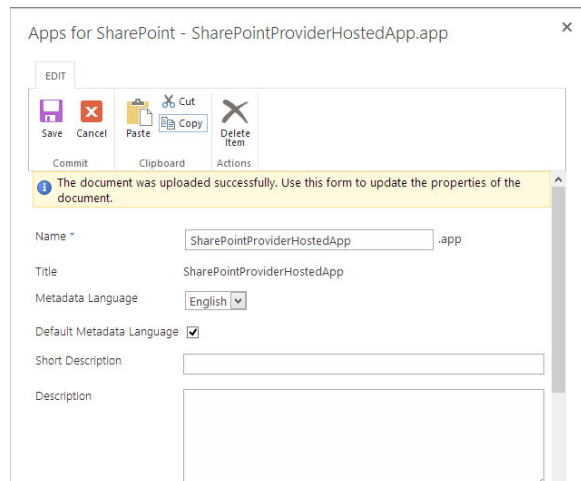 Apps for SharePoint - SharePointProviderHostedApp.app
EDIT
Save
Cancel
Paste
Cut
Copy
Delete
Item
Commit
Clipboard
Actions
The document was uploaded successfully. Use this form to update the properties of the
document.
Name * SharePointProviderHostedApp .app
Title SharePointProviderHostedApp
Metadata Language English
Default Metadata Language
Short Description
Description